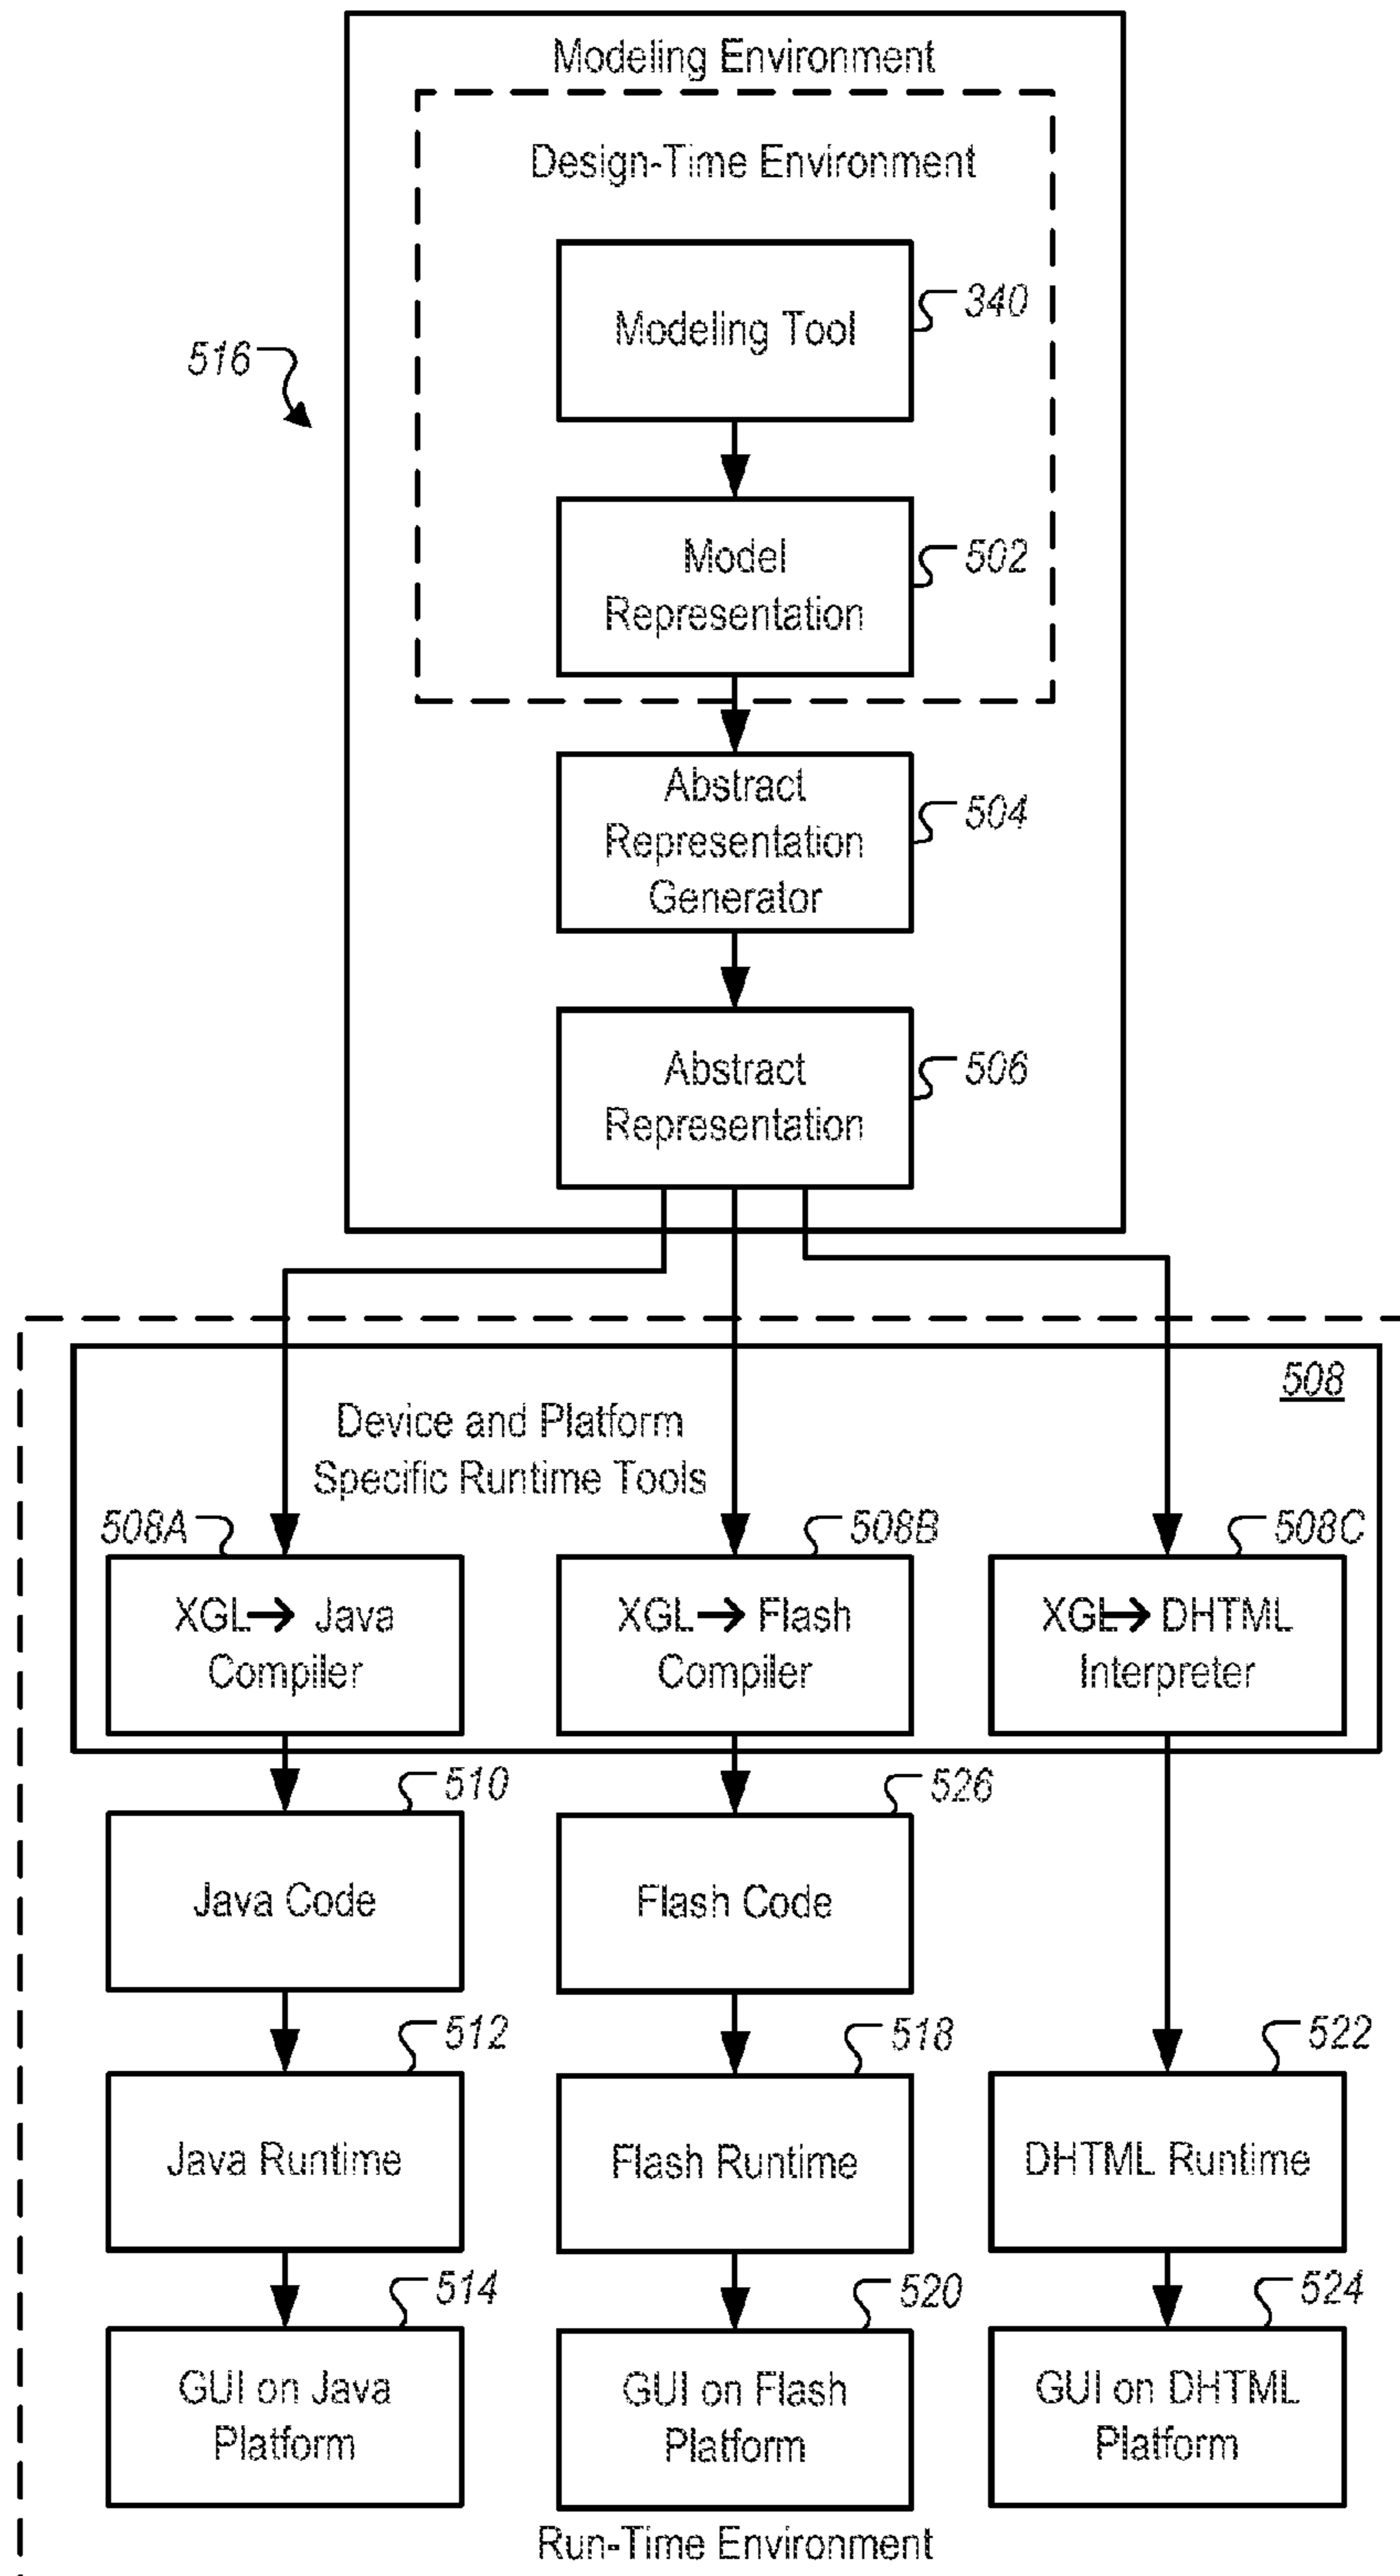 Modeling Environment
Design-Time Environment
Modeling Tool
340
516
Model
Representation
502
Abstract
Representation
Generator
504
Abstract
Representation
506
508
Device and Platform
Specific Runtime Tools
508A
508B
508C
XGL→ Java
Compiler
XGL→ Flash
Compiler
XGL→ DHTML
Interpreter
510
526
Java Code
Flash Code
512
518
522
Java Runtime
Flash Runtime
DHTML Runtime
514
520
524
GUI on Java
Platform
GUI on Flash
Platform
GUI on DHTML
Platform
Run-Time Environment